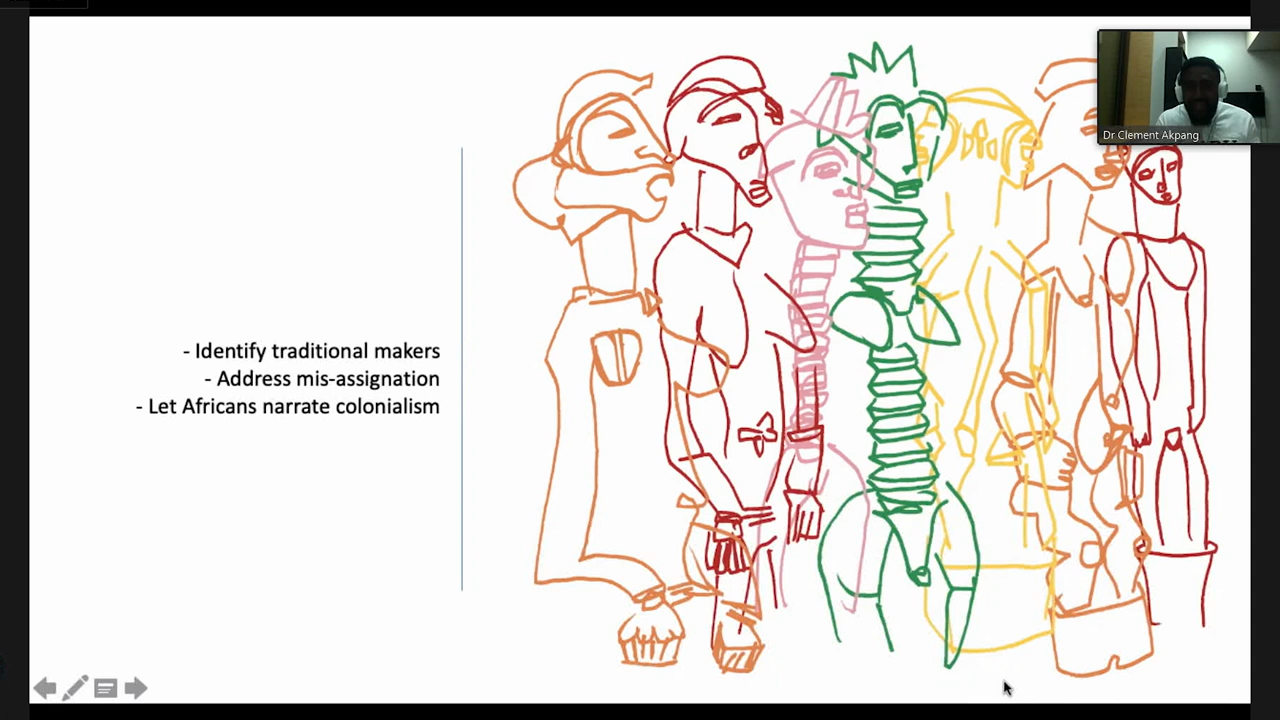 - Identify traditional makers
- Address mis-assignation
- Let Africans narrate colonialism
Dr Clement Akpang